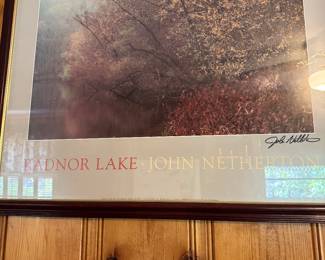 RADNOR LAKE · JOHN NETHERTON